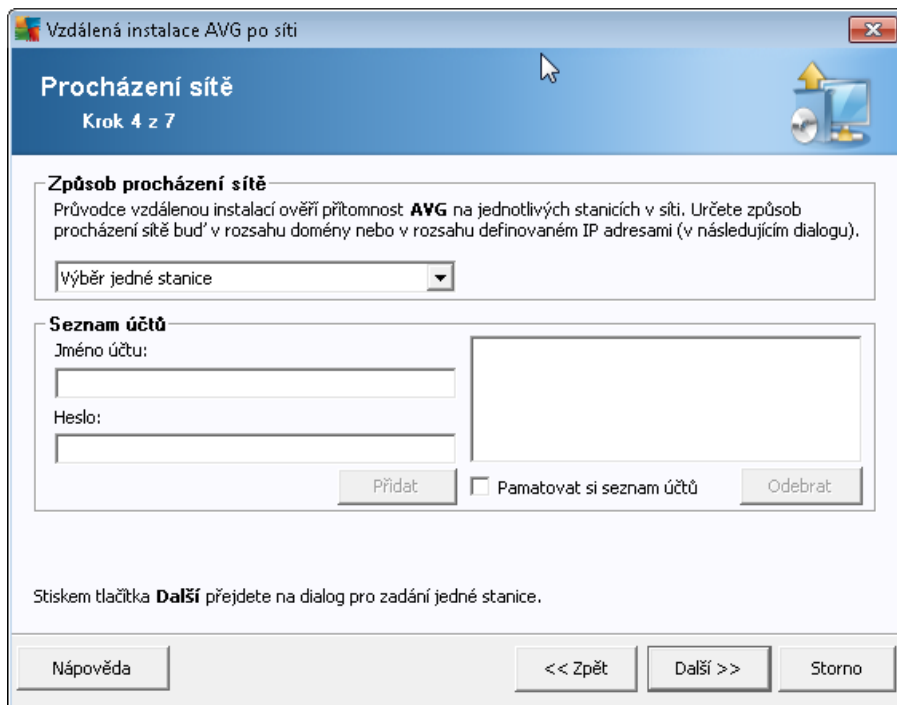 Vzdálená instalace AVG po síti
Procházení sítě
Krok 4 z 7
Způsob procházení sítě
Průvodce vzdálenou instalací ověří přítomnost AVG na jednotlivých stanicích v síti. Určete způsob
procházení sítě buď v rozsahu domény nebo v rozsahu definovaném IP adresami (v následujícím dialogu).
Výběr jedné stanice
Seznam účtů
Jméno účtu:
Heslo:
Přidat
Pamatovat si seznam účtů
Odebrat
Stiskem tlačítka Další přejdete na dialog pro zadání jedné stanice.
Nápověda
<< Zpět
Další >>
Storno